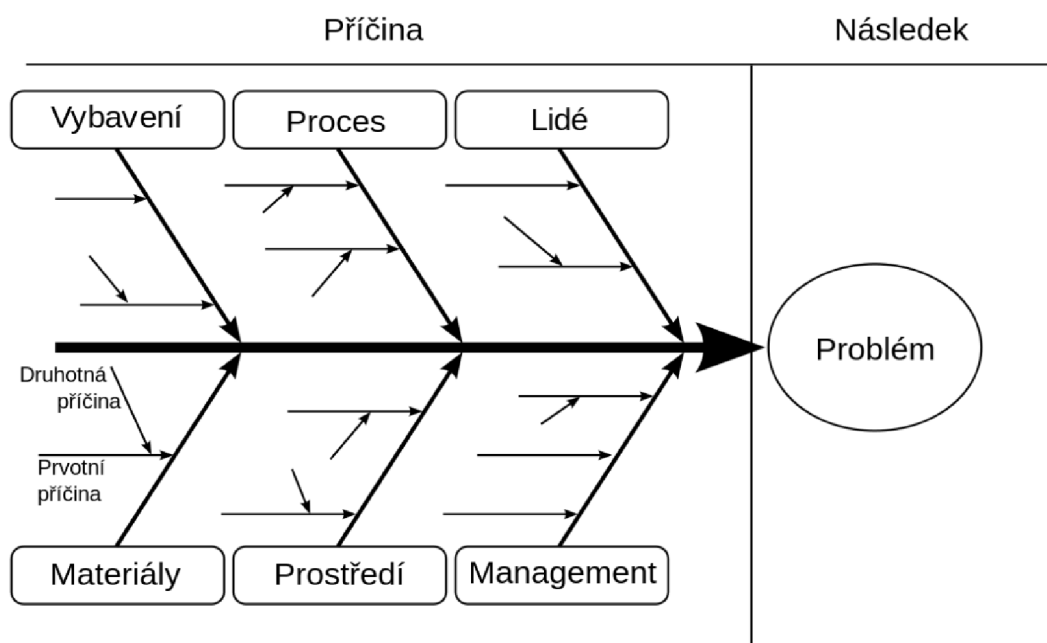 Příčina
Následek
Vybavení
Proces
Lidé
Problém
Druhotná
příčina
Prvotní
příčina
Materiály
Prostředí
Management